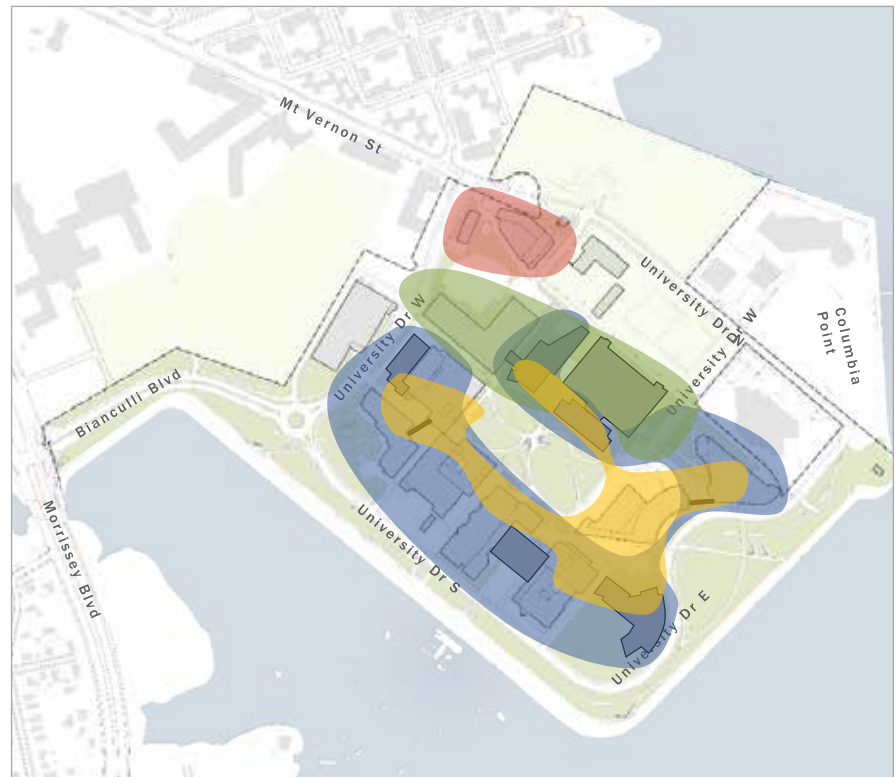 Mt Vernon St
University Dr N
University Dr W
University Dr W
Columbia
Point
Bianculli Blvd
Morrissey Blvd
University Dr S
University Dr E